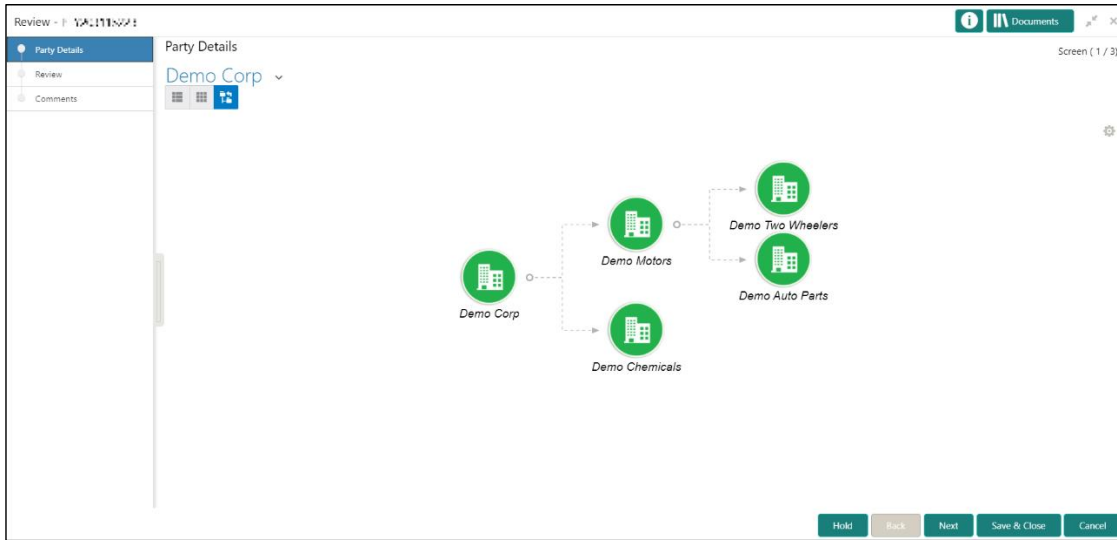 Review -
Documents
Party Details
Review
Comments
Party Details
Screen ( 1 / 3)
Demo Corp
Demo Two Wheelers
Demo Motors
Demo Auto Parts
Demo Corp
Demo Chemicals
Hold Back Next Save & Close Cancel